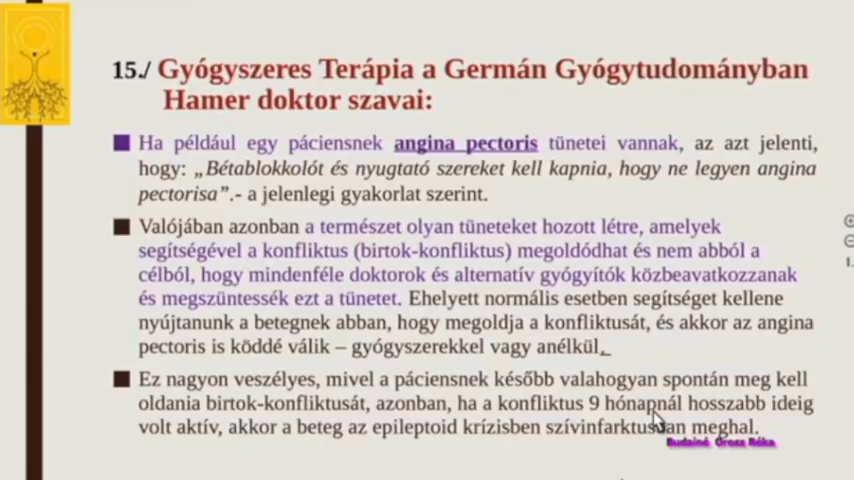 15./ Gyógyszeres Terápia a Germán Gyógytudományban
Hamer doktor szavai:
Ha például egy páciensnek angina pectoris tünetei vannak, az azt jelenti,
hogy: „Bétablokkolót és nyugtató szereket kell kapnia, hogy ne legyen angina
pectorisa”.- a jelenlegi gyakorlat szerint.
Valójában azonban a természet olyan tüneteket hozott létre, amelyek
segítségével a konfliktus (birtok-konfliktus) megoldódhat és nem abból a
célból, hogy mindenféle doktorok és alternatív gyógyítók közbeavatkozzanak
és megszüntessék ezt a tünetet. Ehelyett normális esetben segítséget kellene
nyújtanunk a betegnek abban, hogy megoldja a konfliktusát, és akkor az angina
pectoris is köddé válik – gyógyszerekkel vagy anélkül.
Ez nagyon veszélyes, mivel a páciensnek később valahogyan spontán meg kell
oldania birtok-konfliktusát, azonban, ha a konfliktus 9 hónapnál hosszabb ideig
volt aktív, akkor a beteg az epileptoid krízisben szívinfarktusban meghal.
Budainé Orosz Réka
1.